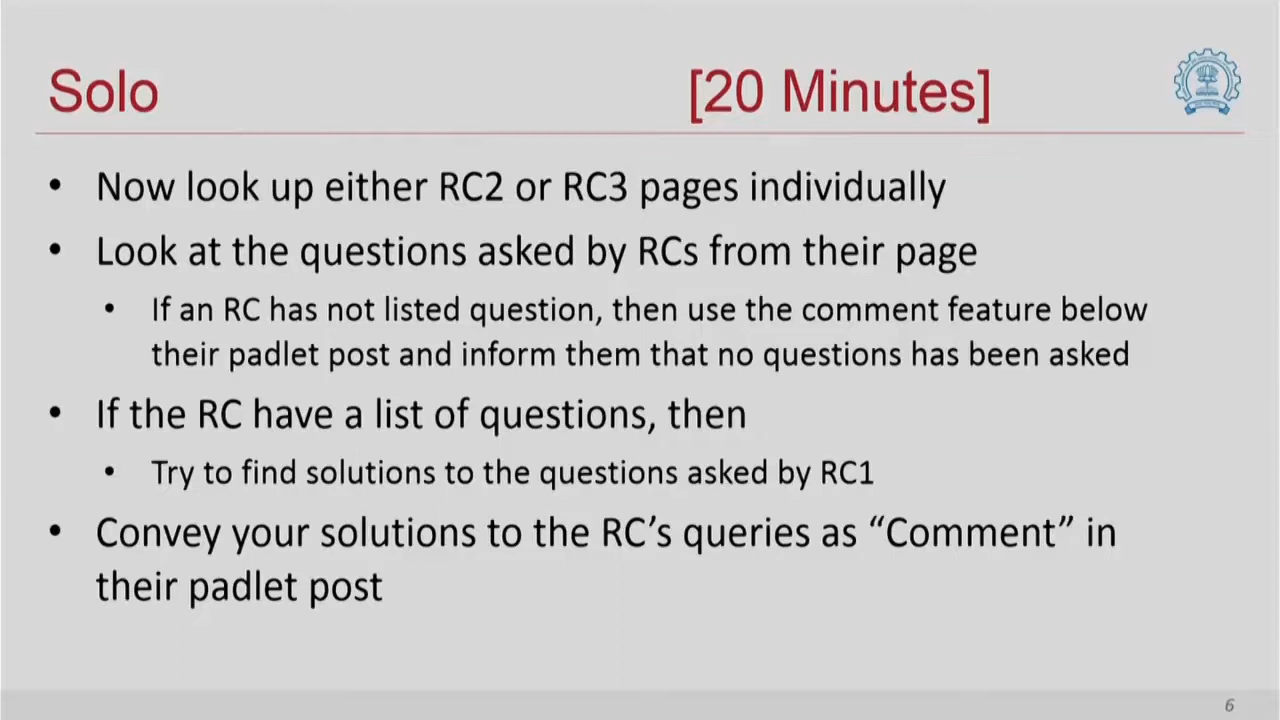 Solo [20 Minutes]
• Now look up either RC2 or RC3 pages individually
• Look at the questions asked by RCs from their page
• If an RC has not listed question, then use the comment feature below
their padlet post and inform them that no questions has been asked
• If the RC have a list of questions, then
• Try to find solutions to the questions asked by RC1
• Convey your solutions to the RC’s queries as “Comment” in
their padlet post
6